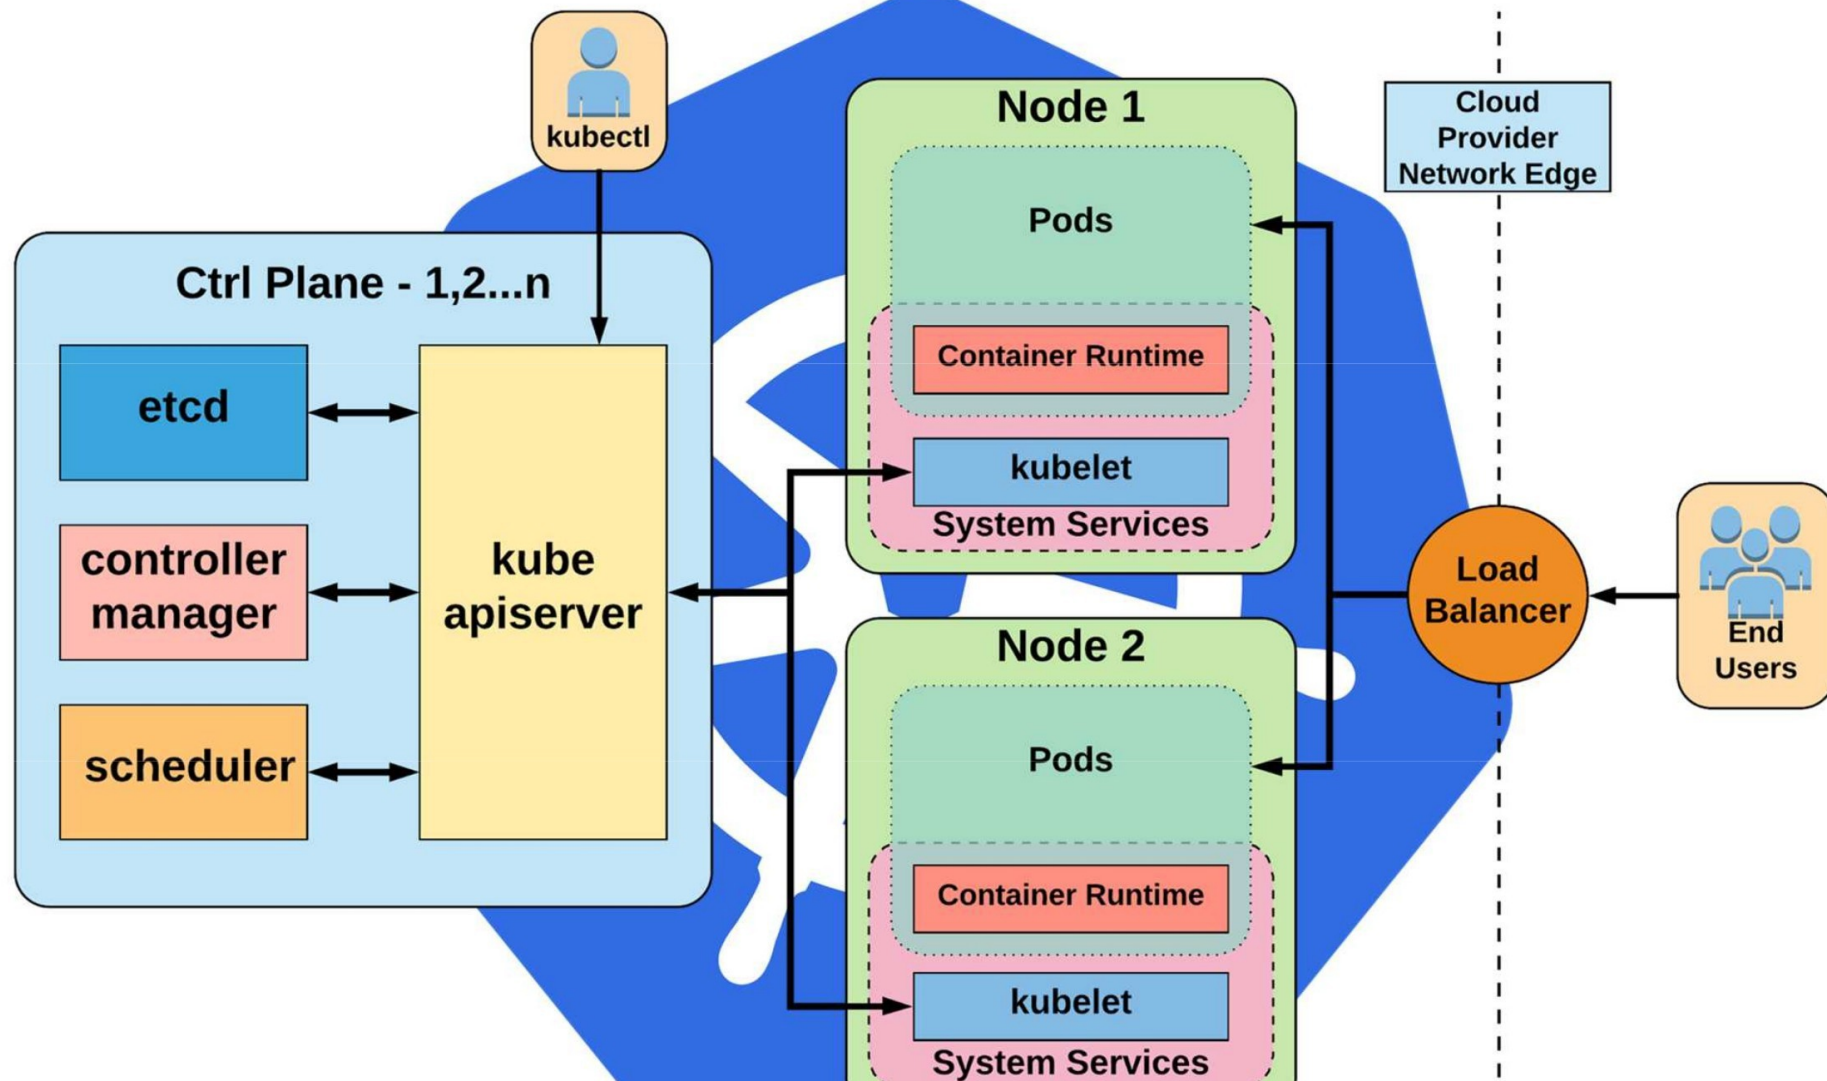 kubectl
Ctrl Plane - 1,2...n
etcd
controller
manager
scheduler
kube
apiserver
Node 1
Pods
Container Runtime
kubelet
System Services
Node 2
Pods
Container Runtime
kubelet
System Services
Cloud
Provider
Network Edge
Load
Balancer
End
Users